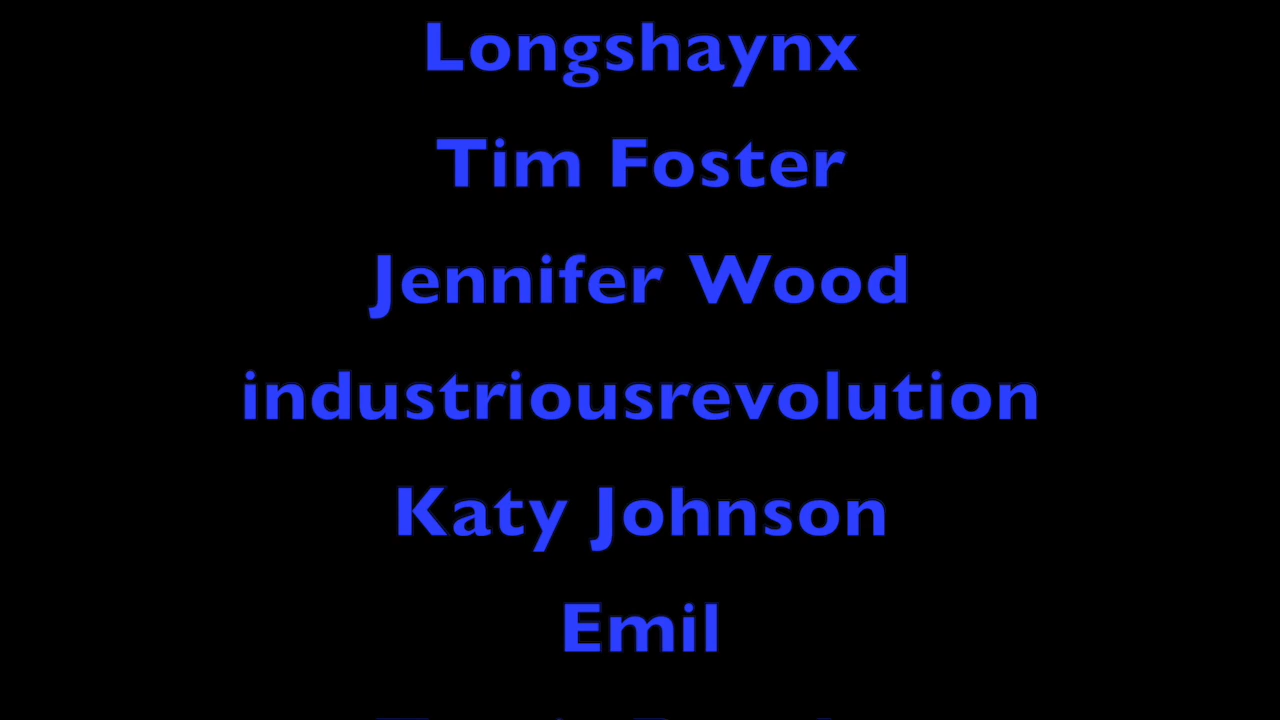 Longshaynx
Tim Foster
Jennifer Wood
industriousrevolution
Katy Johnson
Emil